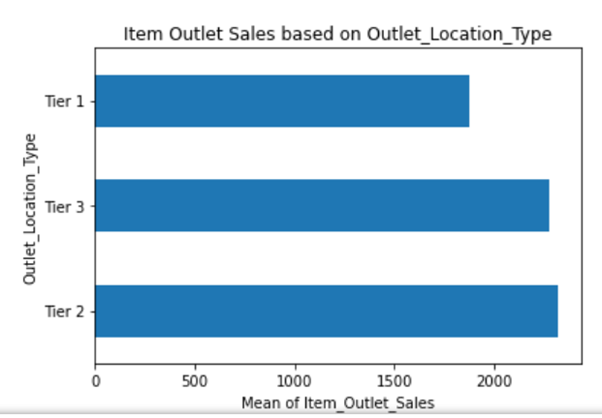 Item Outlet Sales based on Outlet_Location_Type
Outlet_Location_Type
Tier 1
Tier 3
Tier 2
0 500 1000 1500 2000
Mean of Item_Outlet_Sales